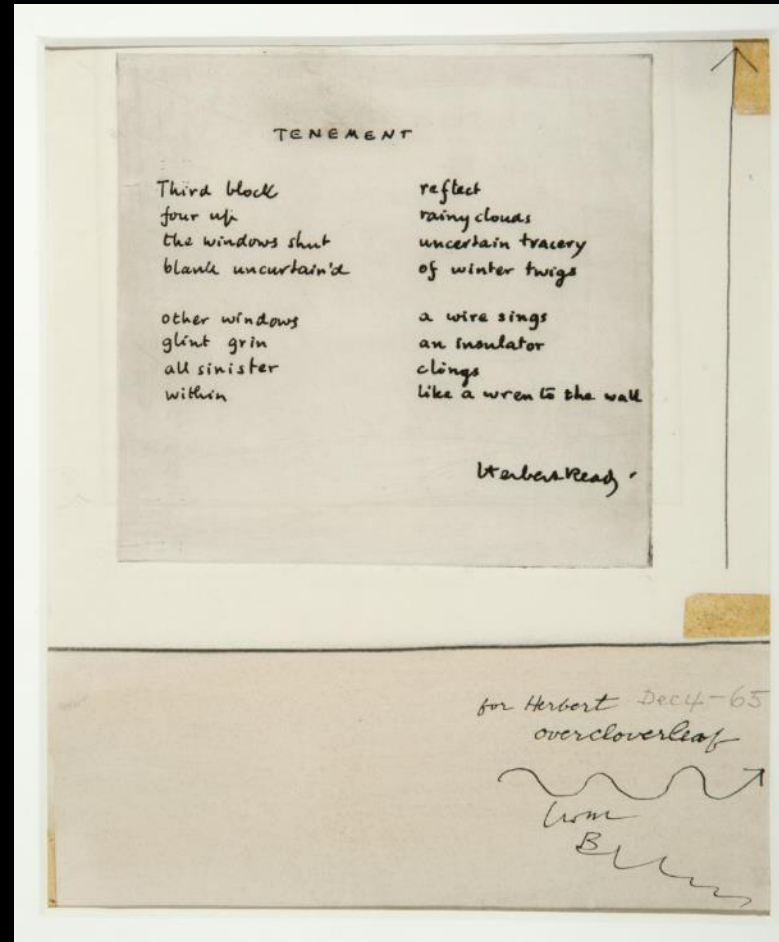 TENEMENT
Third block
four up
the windows shut
blank uncurtain'd
other windows
glint grin
all sinister
within
reflect
rainy clouds
uncertain tracery
of winter twigs
a wire sings
an insulator
clings
like a wren to the wall
Herbert Read
for Herbert Dec 4-65
overcloverleaf
from
B